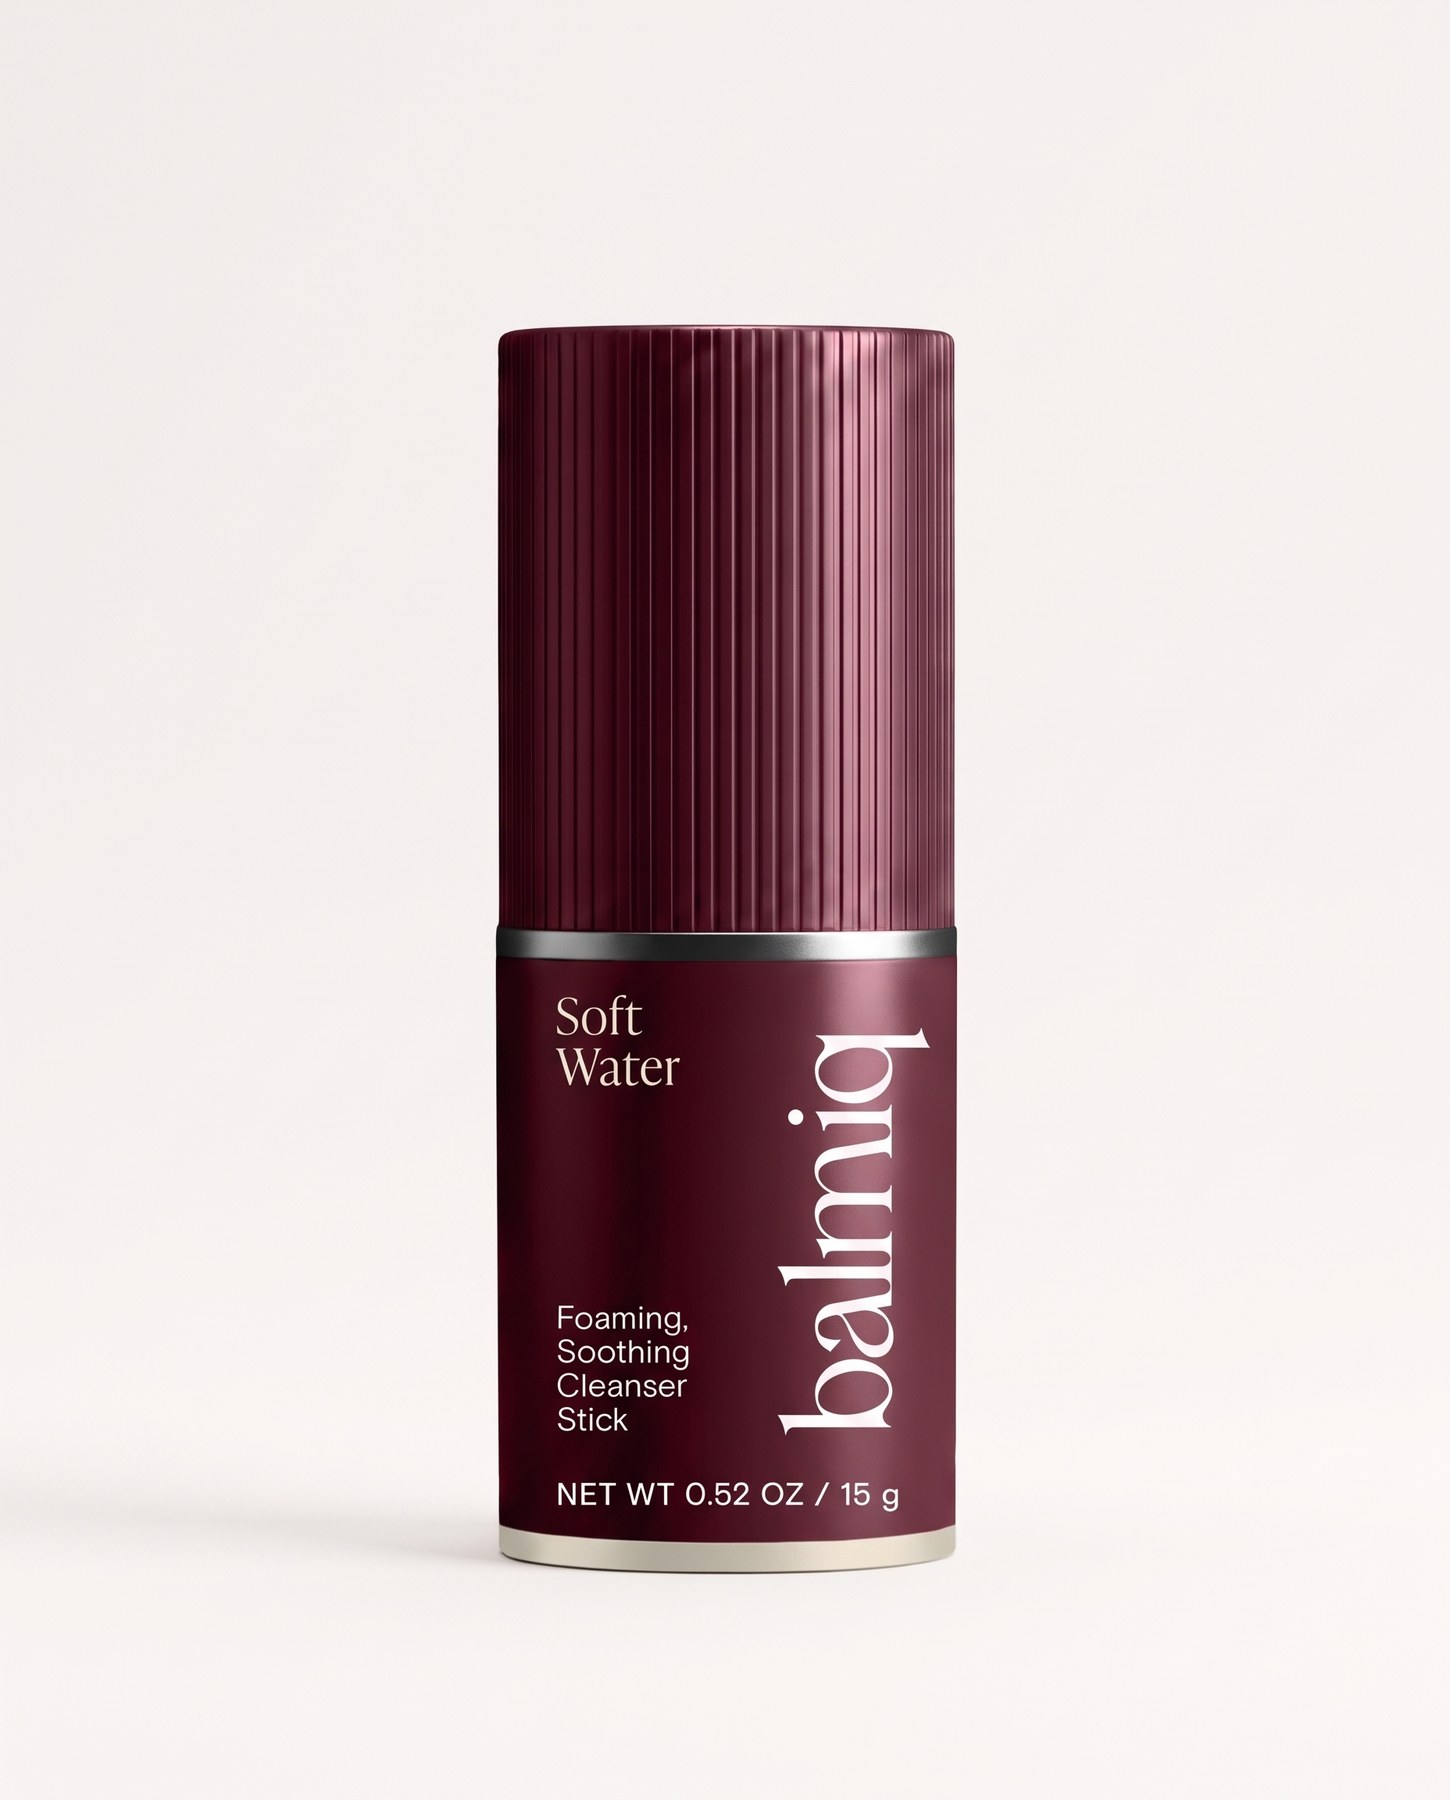 Soft
Water
balmiq
Foaming,
Soothing
Cleanser
Stick
NET WT 0.52 OZ / 15 g